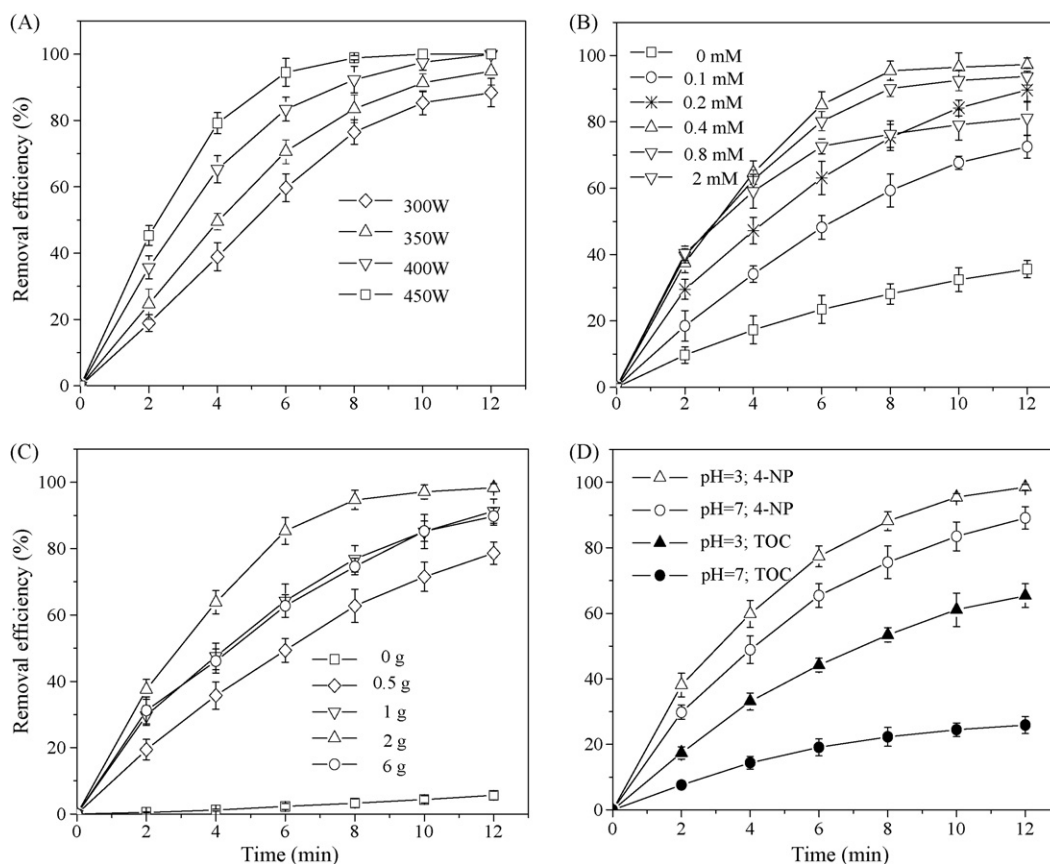 (A)
Removal efficiency (%)
100
80
60
40
20
0
0 2 4 6 8 10 12
300W
350W
400W
450W
(B)
100
80
60
40
20
0
0 2 4 6 8 10 12
0 mM
0.1 mM
0.2 mM
0.4 mM
0.8 mM
2 mM
(C)
Removal efficiency (%)
100
80
60
40
20
0
0 2 4 6 8 10 12
Time (min)
0 g
0.5 g
1 g
2 g
6 g
(D)
100
80
60
40
20
0
0 2 4 6 8 10 12
Time (min)
pH=3; 4-NP
pH=7; 4-NP
pH=3; TOC
pH=7; TOC